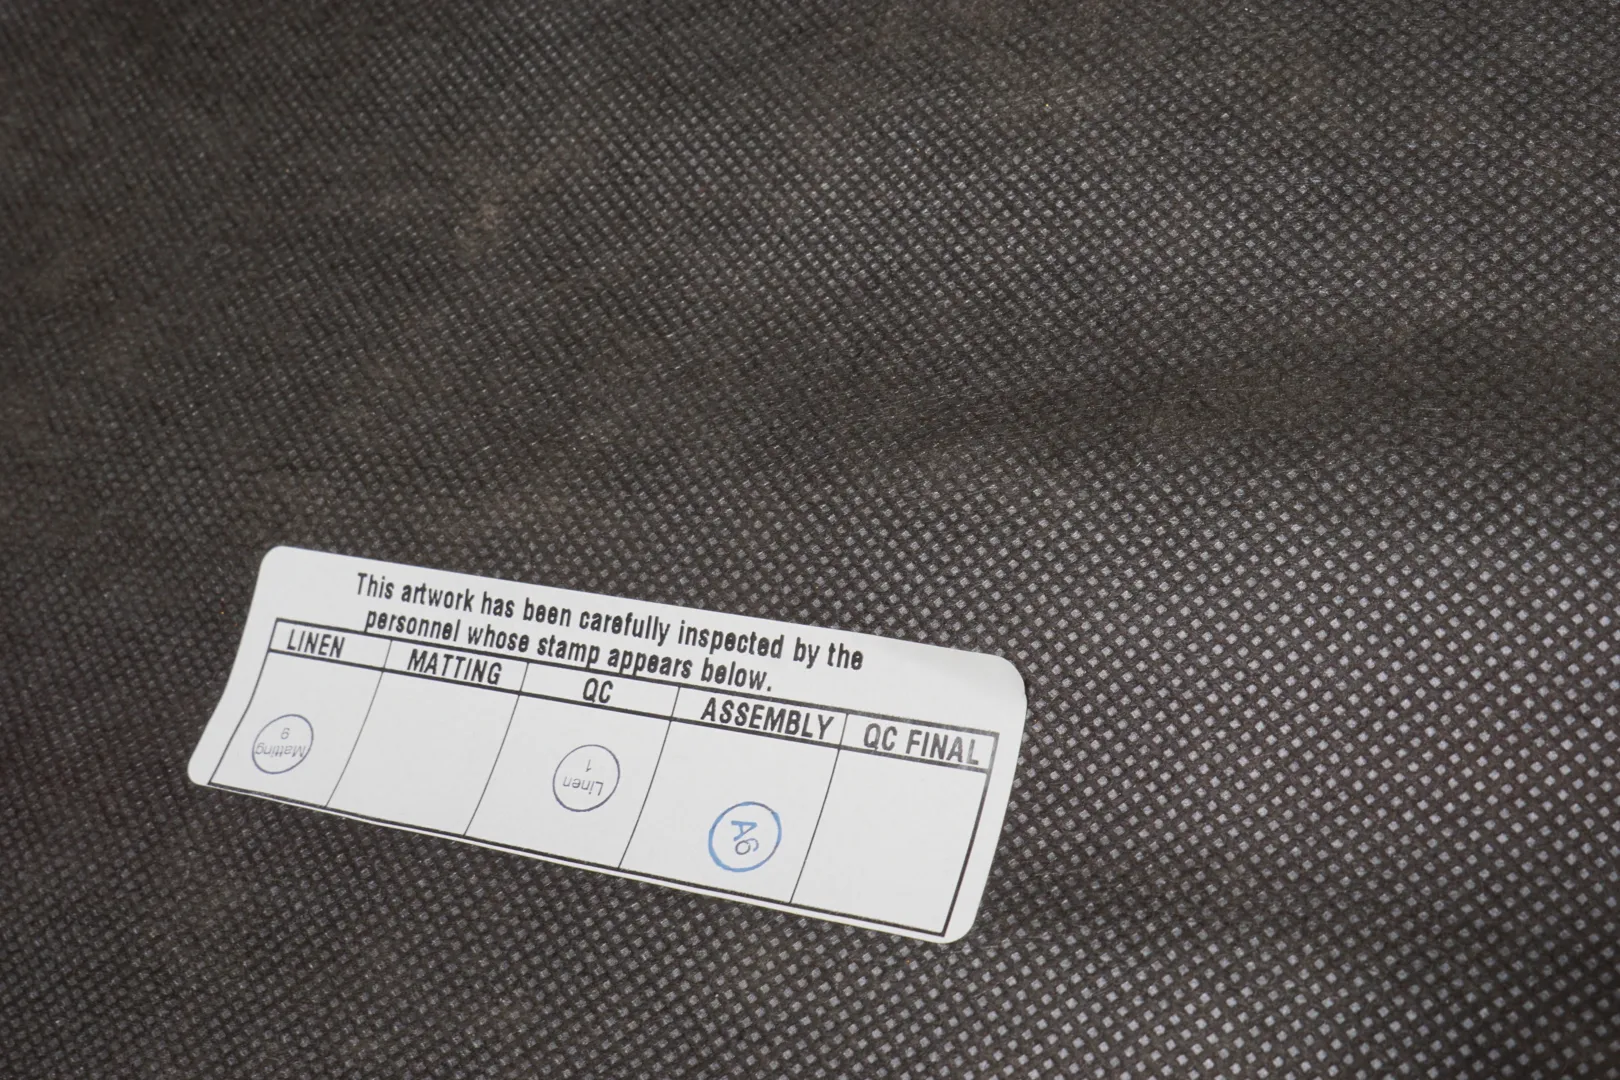 This artwork has been carefully inspected by the
personnel whose stamp appears below.
LINEN MATTING QC ASSEMBLY QC FINAL
Matting
9
Linen
1
A6